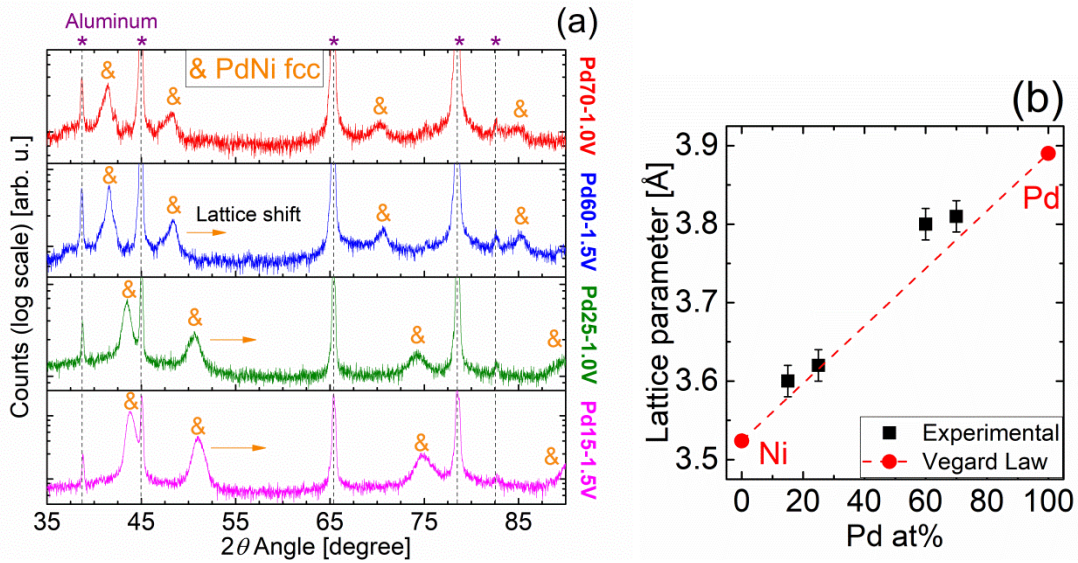 (a)
Aluminum
* * * * *
& PdNi fcc
& & & &
Pd70-1.0V
& & & &
Lattice shift
Pd60-1.5V
& & & &
Pd25-1.0V
& & & &
Pd15-1.5V
Counts (log scale) [arb. u.]
35 45 55 65 75 85
2θ Angle [degree]
(b)
Lattice parameter [Å]
3.9
3.8
3.7
3.6
3.5
Pd
Ni
Experimental
Vegard Law
0 20 40 60 80 100
Pd at%